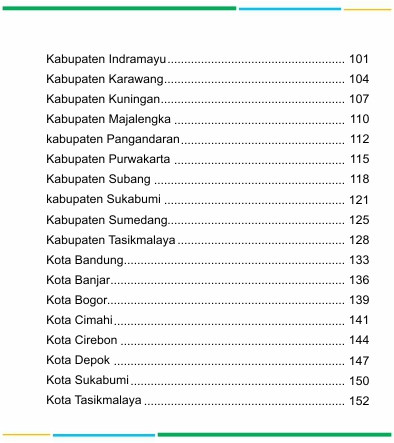 Kabupaten Indramayu..................................................... 101
Kabupaten Karawang...................................................... 104
Kabupaten Kuningan....................................................... 107
Kabupaten Majalengka ................................................... 110
kabupaten Pangandaran................................................. 112
Kabupaten Purwakarta ................................................... 115
Kabupaten Subang ......................................................... 118
kabupaten Sukabumi ...................................................... 121
Kabupaten Sumedang..................................................... 125
Kabupaten Tasikmalaya .................................................. 128
Kota Bandung.................................................................. 133
Kota Banjar...................................................................... 136
Kota Bogor....................................................................... 139
Kota Cimahi ..................................................................... 141
Kota Cirebon ................................................................... 144
Kota Depok ..................................................................... 147
Kota Sukabumi ................................................................ 150
Kota Tasikmalaya ............................................................ 152